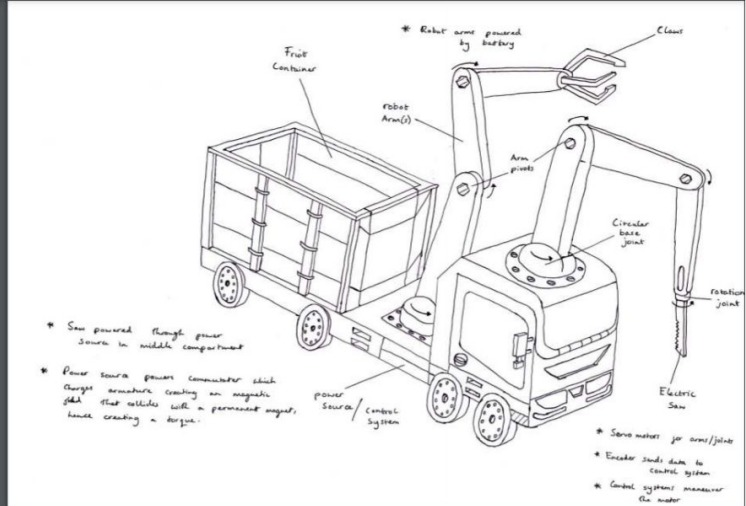 * Robot arms powered
by battery
Claws
Fruit
Container
robot
Arm(s)
Arm
pivots
Circular
base
joint
rotation
joint
Electric
Saw
* Saw powered through power
source in middle compartment
* Power source powers commutator which
charges armature creating an magnetic
field that collides with a permanent magnet,
hence creating a torque.
power
Source / Control
System
* Servo motors for arms/joints
* Encoder sends data to
control system
* Control systems maneuver
the motor